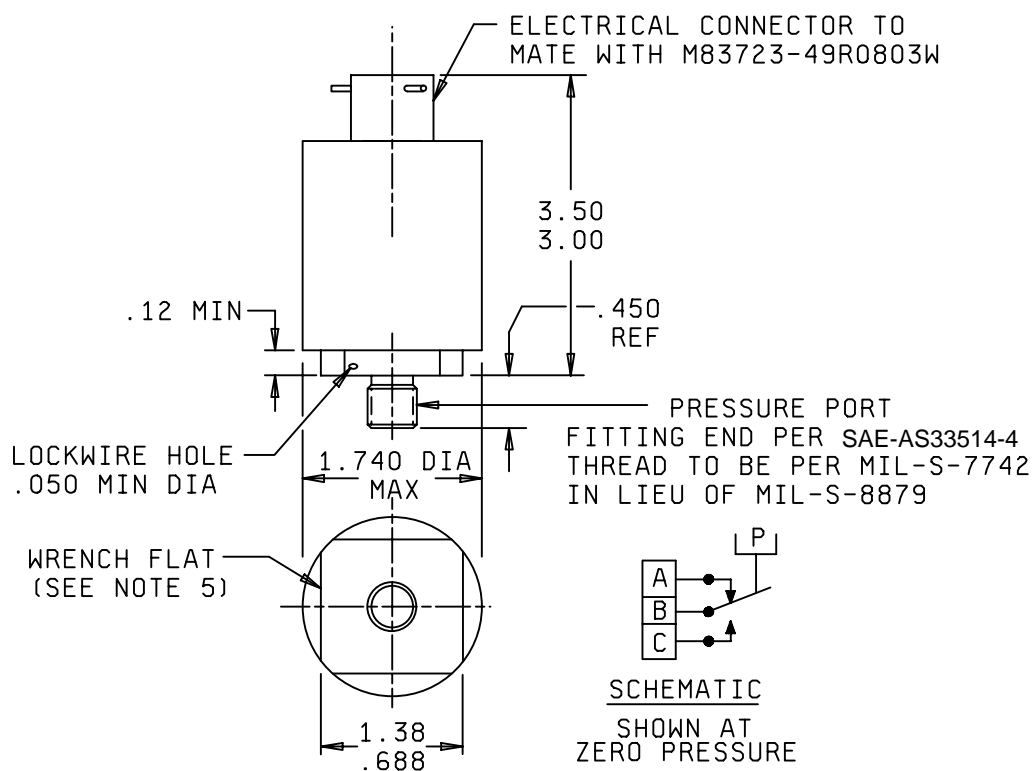 ELECTRICAL CONNECTOR TO
MATE WITH M83723-49R0803W
3.50
3.00
.12 MIN
.450
REF
PRESSURE PORT
FITTING END PER SAE-AS33514-4
THREAD TO BE PER MIL-S-7742
IN LIEU OF MIL-S-8879
LOCKWIRE HOLE
.050 MIN DIA
1.740 DIA
MAX
WRENCH FLAT
(SEE NOTE 5)
P
A
B
C
SCHEMATIC
SHOWN AT
ZERO PRESSURE
1.38
.688